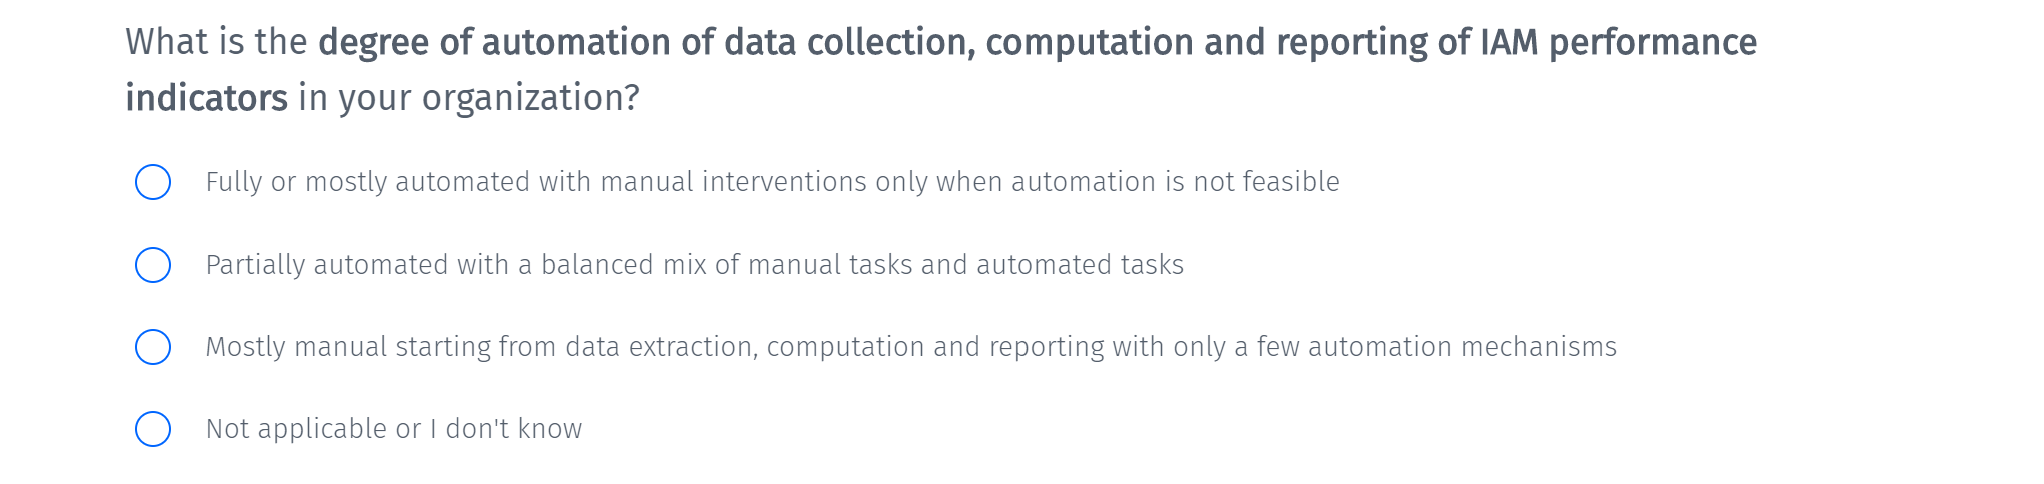 What is the degree of automation of data collection, computation and reporting of IAM performance
indicators in your organization?
Fully or mostly automated with manual interventions only when automation is not feasible
Partially automated with a balanced mix of manual tasks and automated tasks
Mostly manual starting from data extraction, computation and reporting with only a few automation mechanisms
Not applicable or I don't know